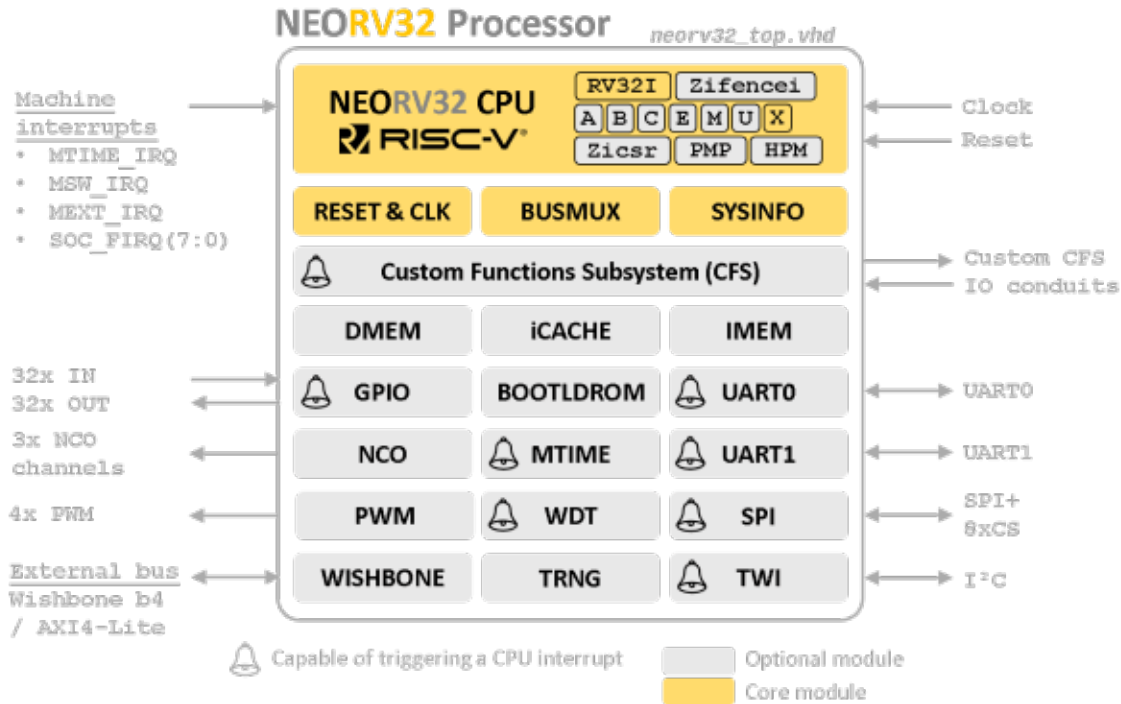 NEORV32 Processor
neorv32_top.vhd
NEORV32 CPU
RISC-V®
RV32I Zifencei
A B C E M U X
Zicsr PMP HPM
Machine
interrupts
• MTIME_IRQ
• MSW_IRQ
• MEXT_IRQ
• SOC_FIRQ(7:0)
Clock
Reset
RESET & CLK
BUSMUX
SYSINFO
Custom Functions Subsystem (CFS)
Custom CFS
IO conduits
DMEM
iCACHE
IMEM
32x IN
32x OUT
GPIO
BOOTLDROM
UART0
UART0
3x NCO
channels
NCO
MTIME
UART1
UART1
4x PWM
PWM
WDT
SPI
SPI+
8xCS
External bus
Wishbone b4
/ AXI4-Lite
WISHBONE
TRNG
TWI
I²C
Capable of triggering a CPU interrupt
Optional module
Core module